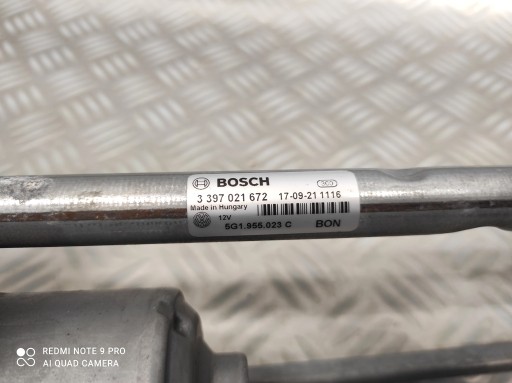 BOSCH
3 397 021 672 17-09-21 1116
Made in Hungary
12V
5G1.955.023 C BON
REDMI NOTE 9 PRO
AI QUAD CAMERA